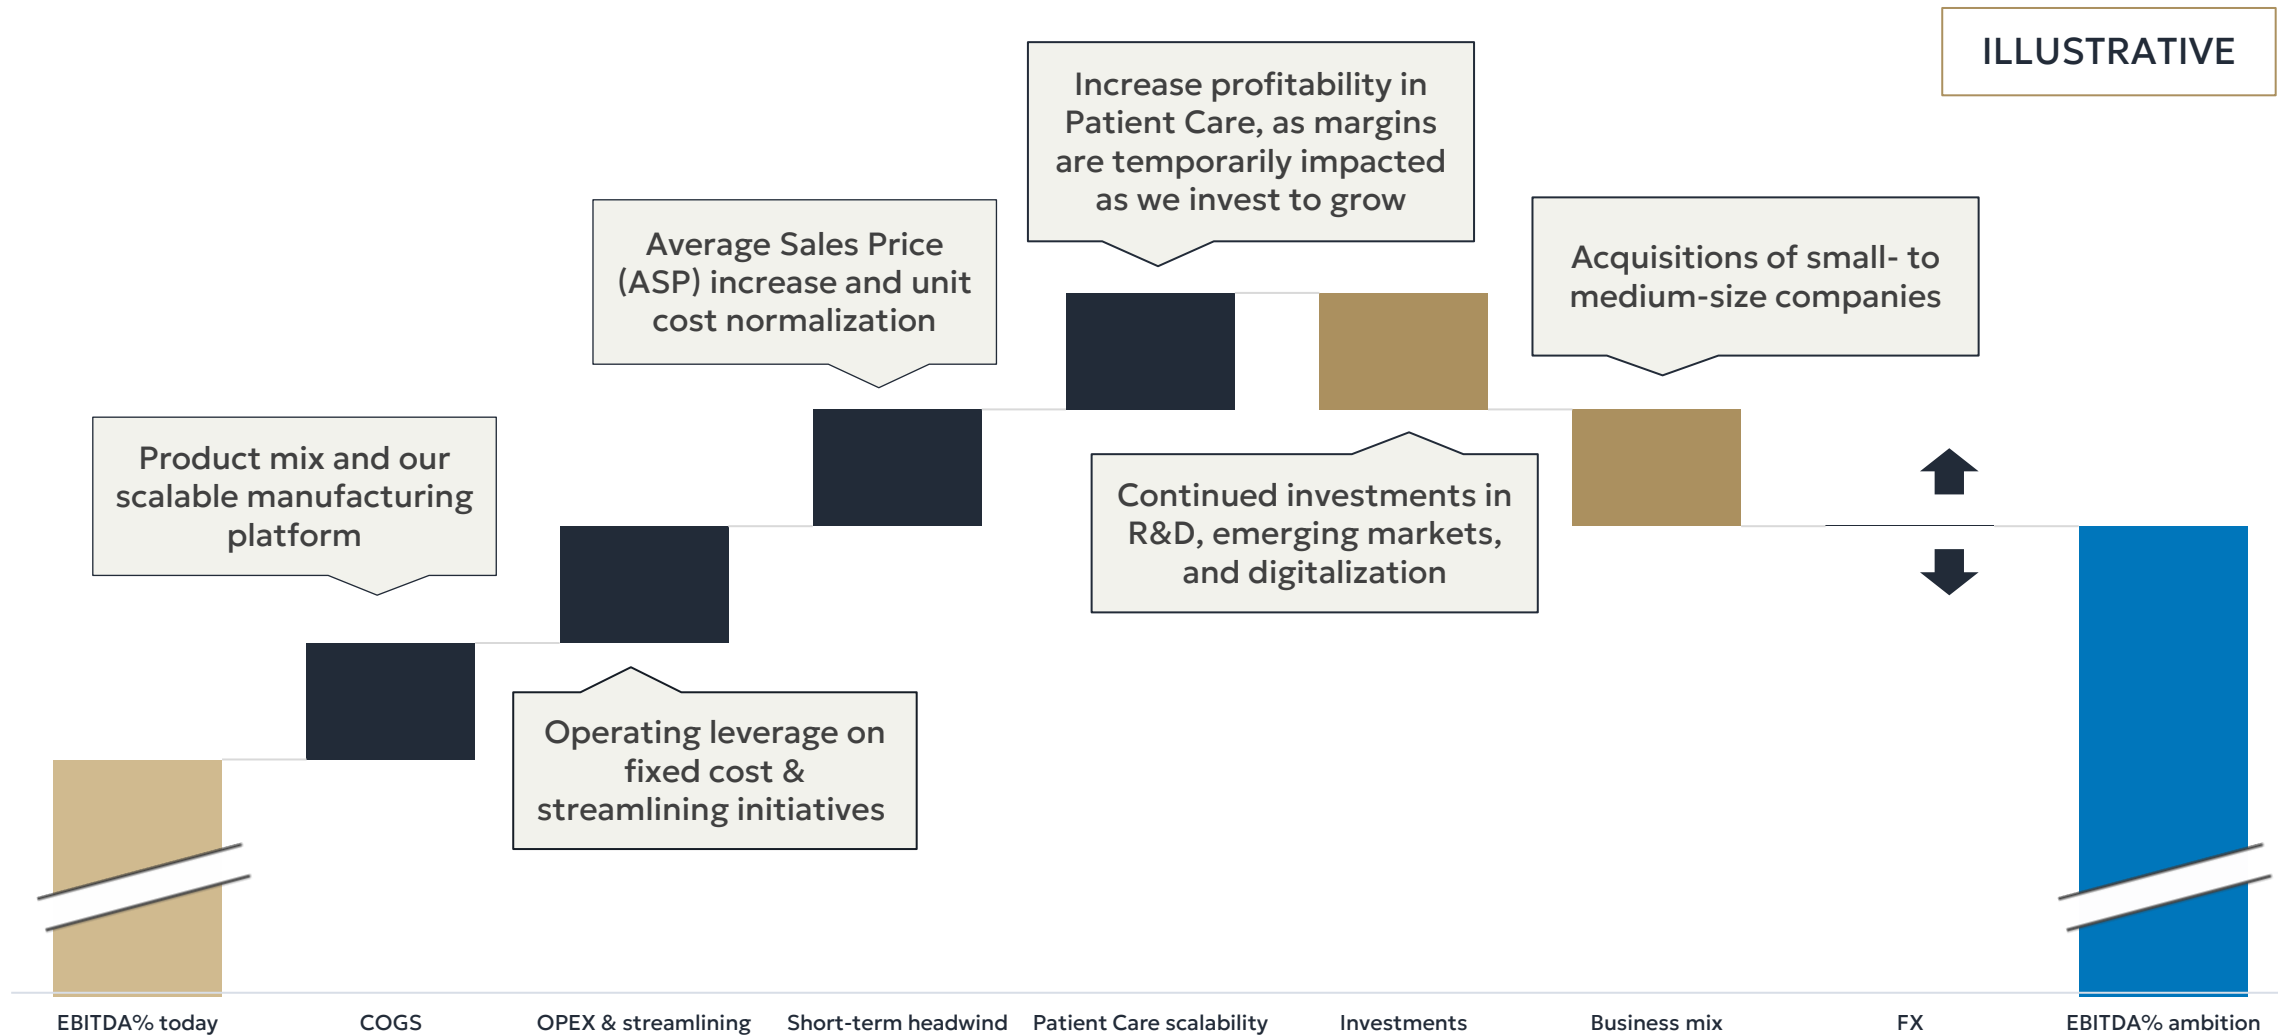 ILLUSTRATIVE
Increase profitability in
Patient Care, as margins
are temporarily impacted
as we invest to grow
Average Sales Price
(ASP) increase and unit
cost normalization
Acquisitions of small- to
medium-size companies
Product mix and our
scalable manufacturing
platform
Continued investments in
R&D, emerging markets,
and digitalization
Operating leverage on
fixed cost &
streamlining initiatives
EBITDA% today
COGS
OPEX & streamlining
Short-term headwind
Patient Care scalability
Investments
Business mix
FX
EBITDA% ambition